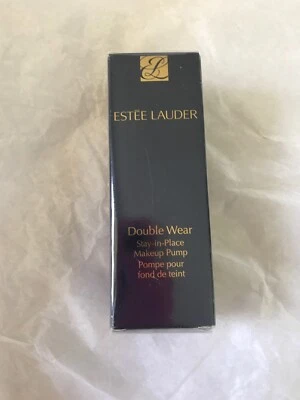 EL
ESTĒE LAUDER
Double Wear
Stay-in-Place
Makeup Pump
Pompe pour
fond de teint